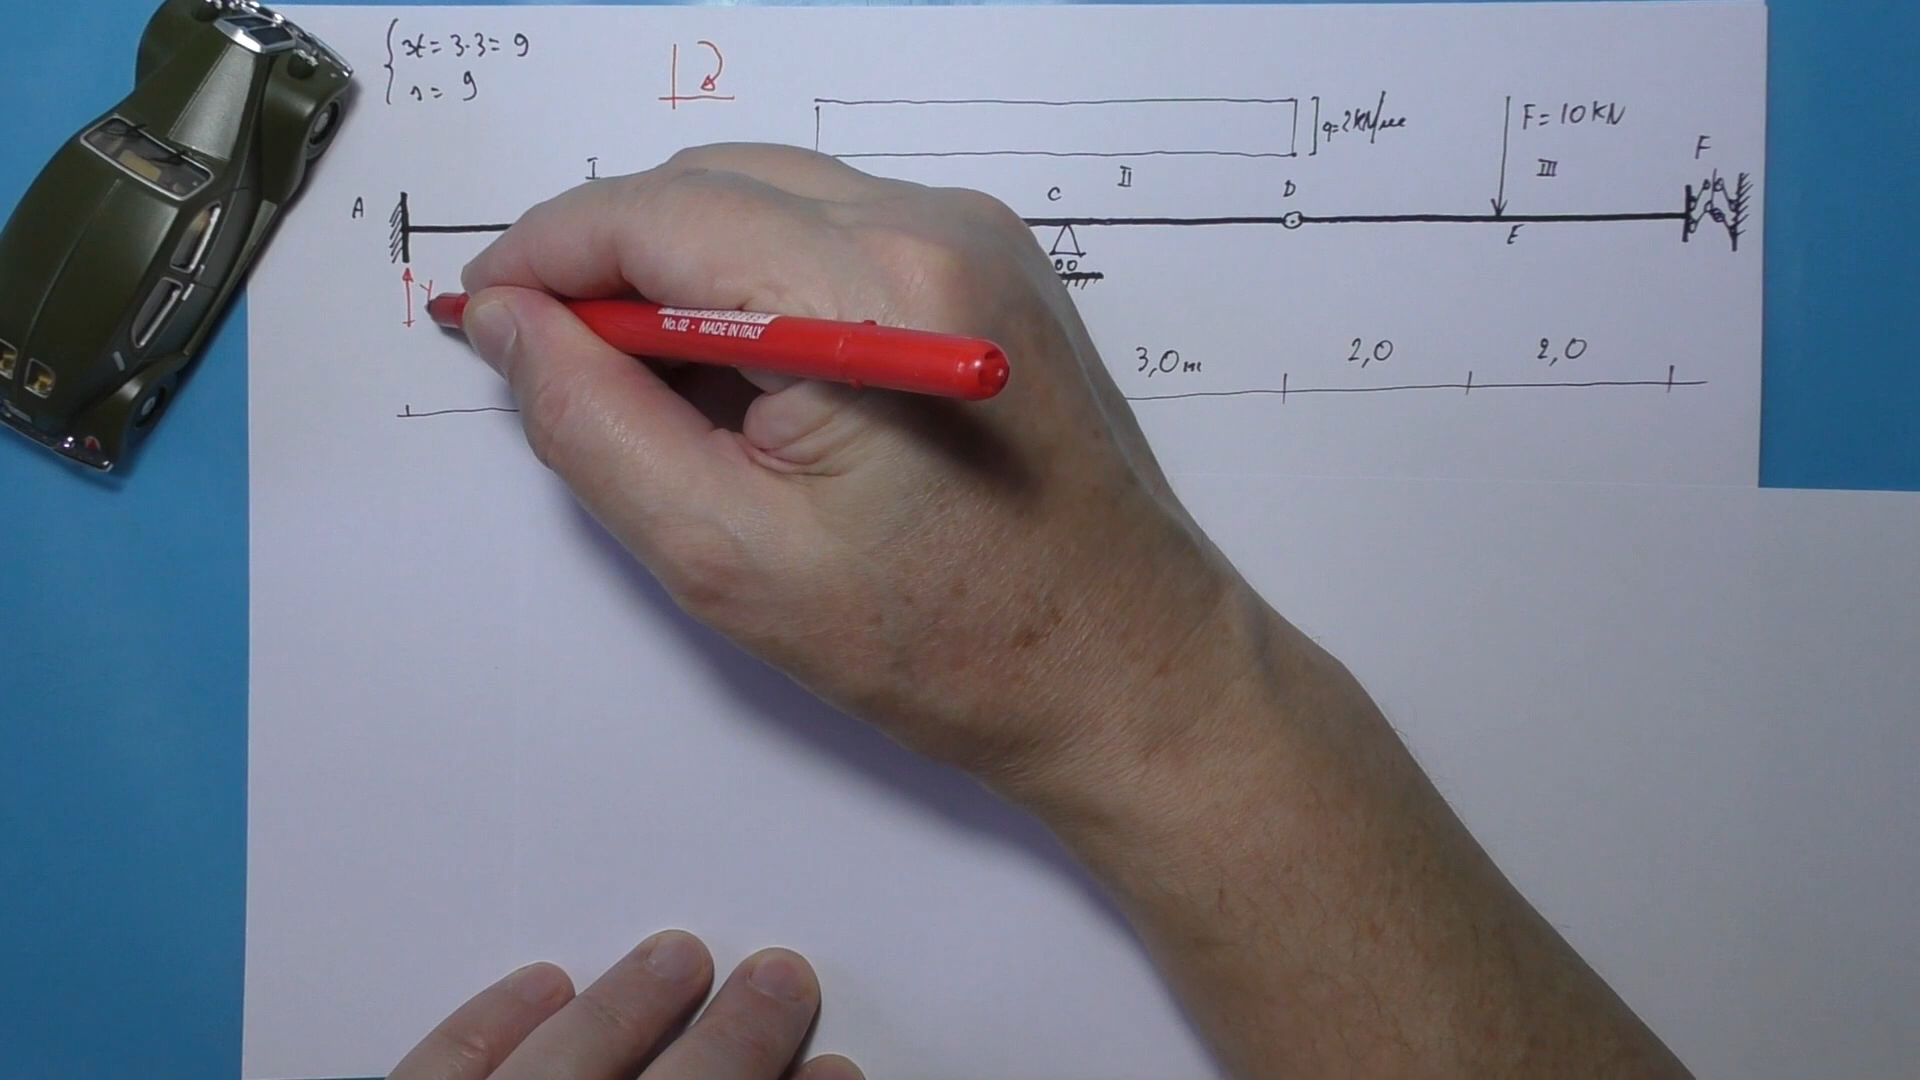 3t = 3·3 = 9
s = 9
q=2KN/m
F= 10 KN
I
II
III
F
A
C
D
E
Y
No.02 - MADE IN ITALY
3,0 m
2,0
2,0